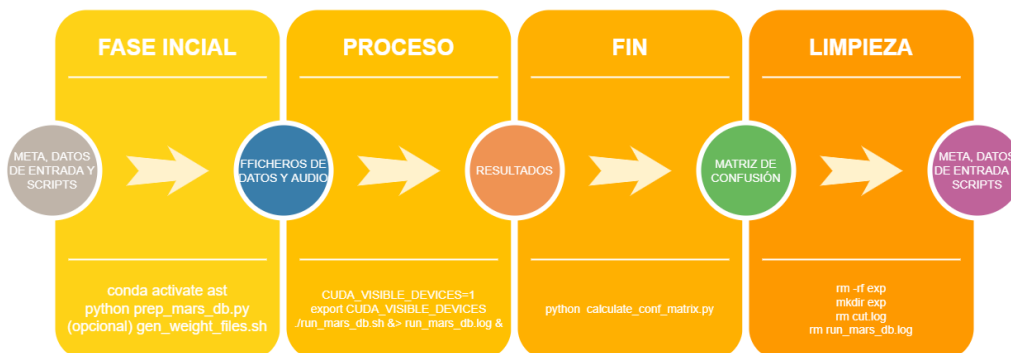 FASE INCIAL
PROCESO
FIN
LIMPIEZA
META, DATOS
DE ENTRADA Y
SCRIPTS
FFICHEROS DE
DATOS Y AUDIO
RESULTADOS
MATRIZ DE
CONFUSIÓN
META, DATOS
DE ENTRADA Y
SCRIPTS
conda activate ast
python prep_mars_db.py
(opcional) gen_weight_files.sh
CUDA_VISIBLE_DEVICES=1
export CUDA_VISIBLE_DEVICES
./run_mars_db.sh &> run_mars_db.log &
python calculate_conf_matrix.py
rm -rf exp
mkdir exp
rm cut.log
rm run_mars_db.log